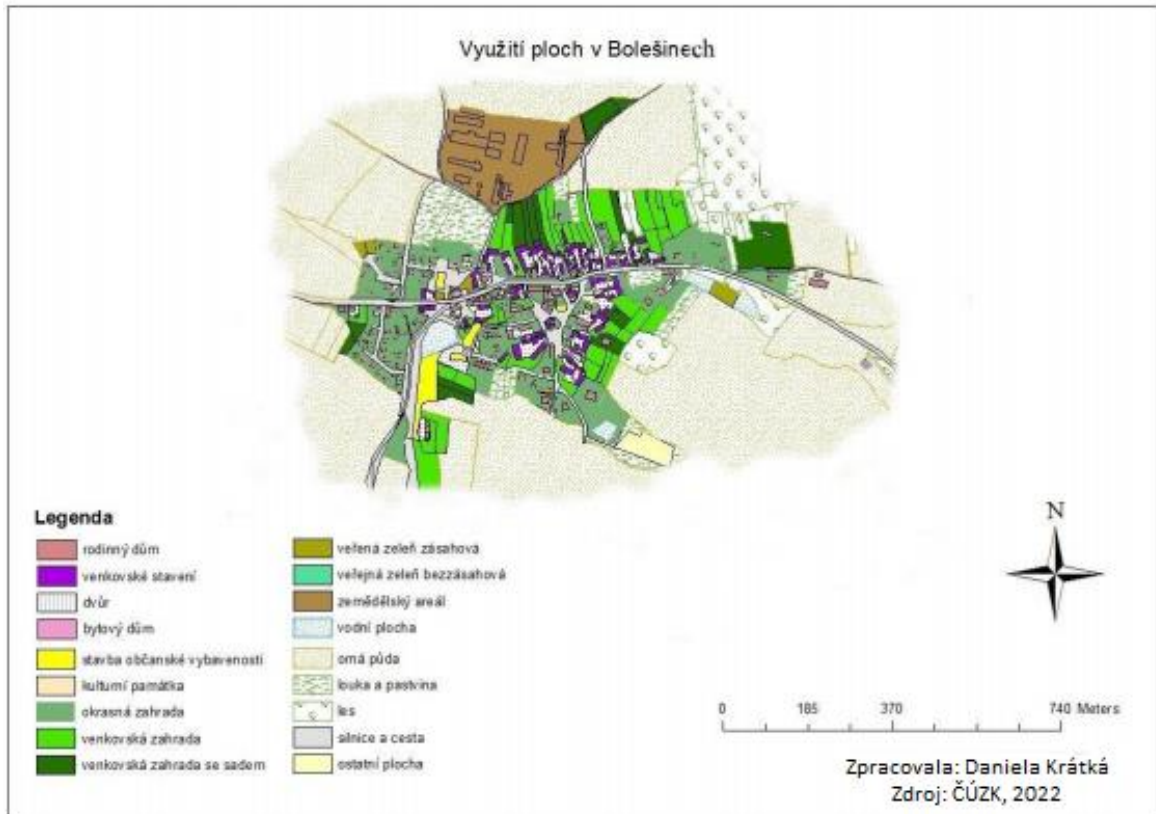 Využití ploch v Bolešinech
Legenda
rodinný dům
venkovské stavení
dvůr
bytový dům
stavba občanské vybavenosti
kulturní památka
okrasná zahrada
venkovská zahrada
venkovská zahrada se sadem
veřená zeleň zásahová
veřejná zeleň bezzásahová
zemědělský areál
vodní plocha
orná půda
louka a pastvina
les
silnice a cesta
ostatní plocha
N
0 185 370 740 Meters
Zpracovala: Daniela Krátká
Zdroj: ČÚZK, 2022